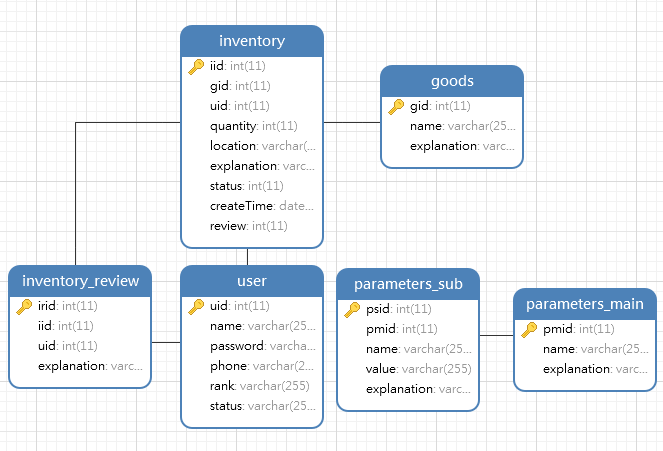 inventory
iid: int(11)
gid: int(11)
uid: int(11)
quantity: int(11)
location: varchar(...
explanation: varc...
status: int(11)
createTime: date...
review: int(11)
goods
gid: int(11)
name: varchar(25...
explanation: varc...
inventory_review
irid: int(11)
iid: int(11)
uid: int(11)
explanation: varc...
user
uid: int(11)
name: varchar(25...
password: varcha...
phone: varchar(2...
rank: varchar(255)
status: varchar(25...
parameters_sub
psid: int(11)
pmid: int(11)
name: varchar(25...
value: varchar(255)
explanation: varc...
parameters_main
pmid: int(11)
name: varchar(25...
explanation: varc...